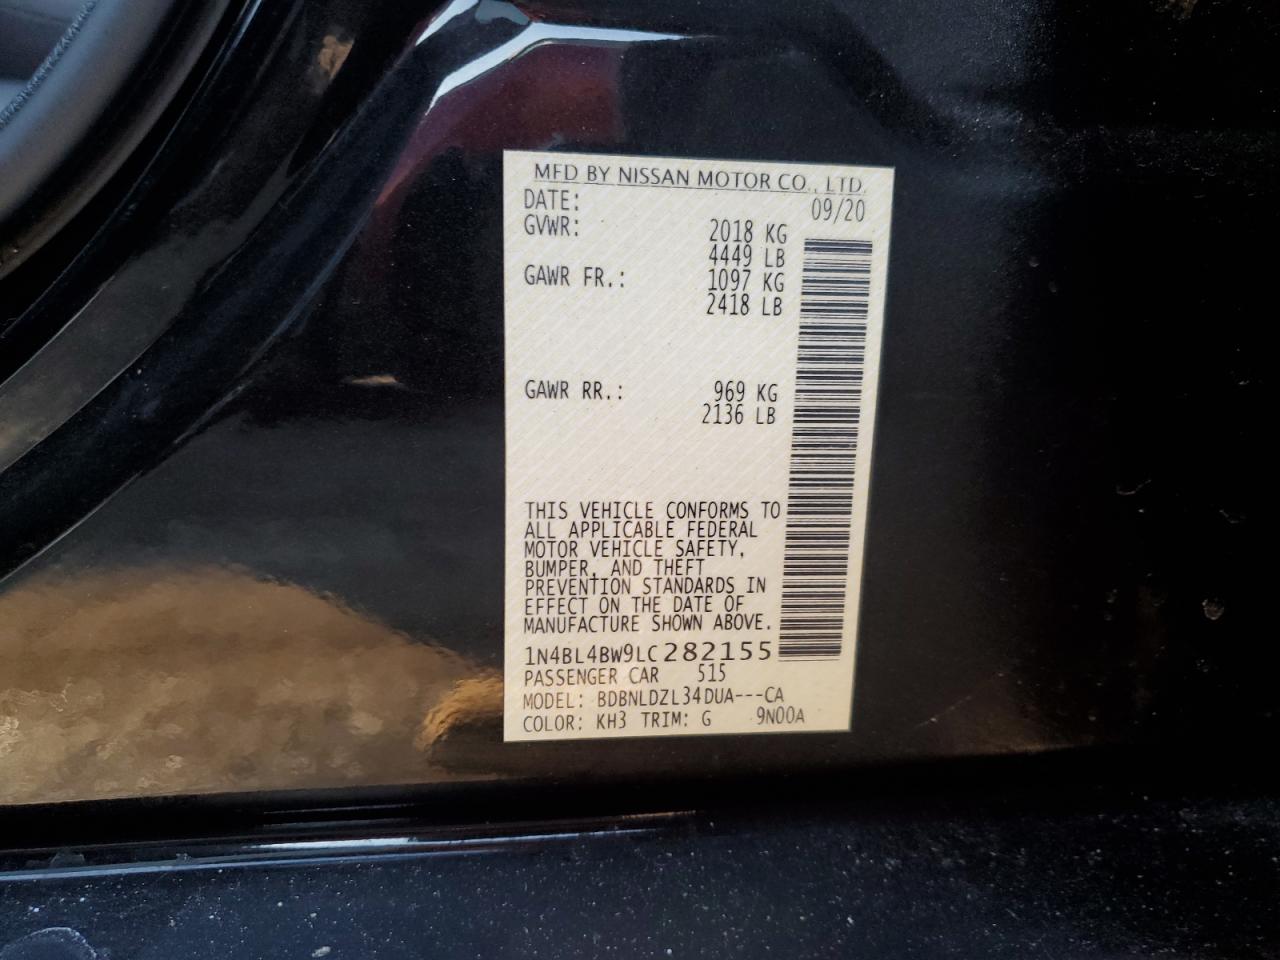 MFD BY NISSAN MOTOR CO., LTD.
DATE: 09/20
GVWR: 2018 KG
4449 LB
GAWR FR.: 1097 KG
2418 LB
GAWR RR.: 969 KG
2136 LB
THIS VEHICLE CONFORMS TO
ALL APPLICABLE FEDERAL
MOTOR VEHICLE SAFETY,
BUMPER, AND THEFT
PREVENTION STANDARDS IN
EFFECT ON THE DATE OF
MANUFACTURE SHOWN ABOVE.
1N4BL4BW9LC282155
PASSENGER CAR 515
MODEL: BDBNLDZL34DUA---CA
COLOR: KH3 TRIM: G 9N00A